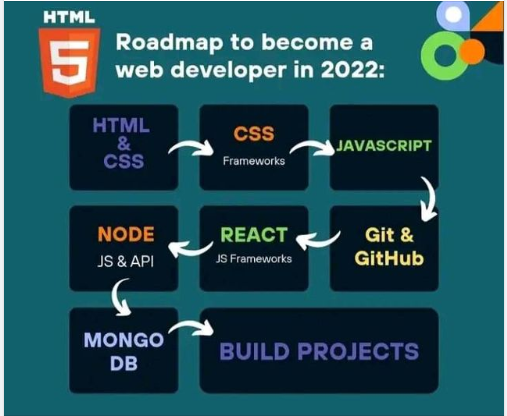 HTML
5
Roadmap to become a
web developer in 2022:
HTML
&
CSS
CSS
Frameworks
JAVASCRIPT
Git &
GitHub
REACT
JS Frameworks
NODE
JS & API
MONGO
DB
BUILD PROJECTS